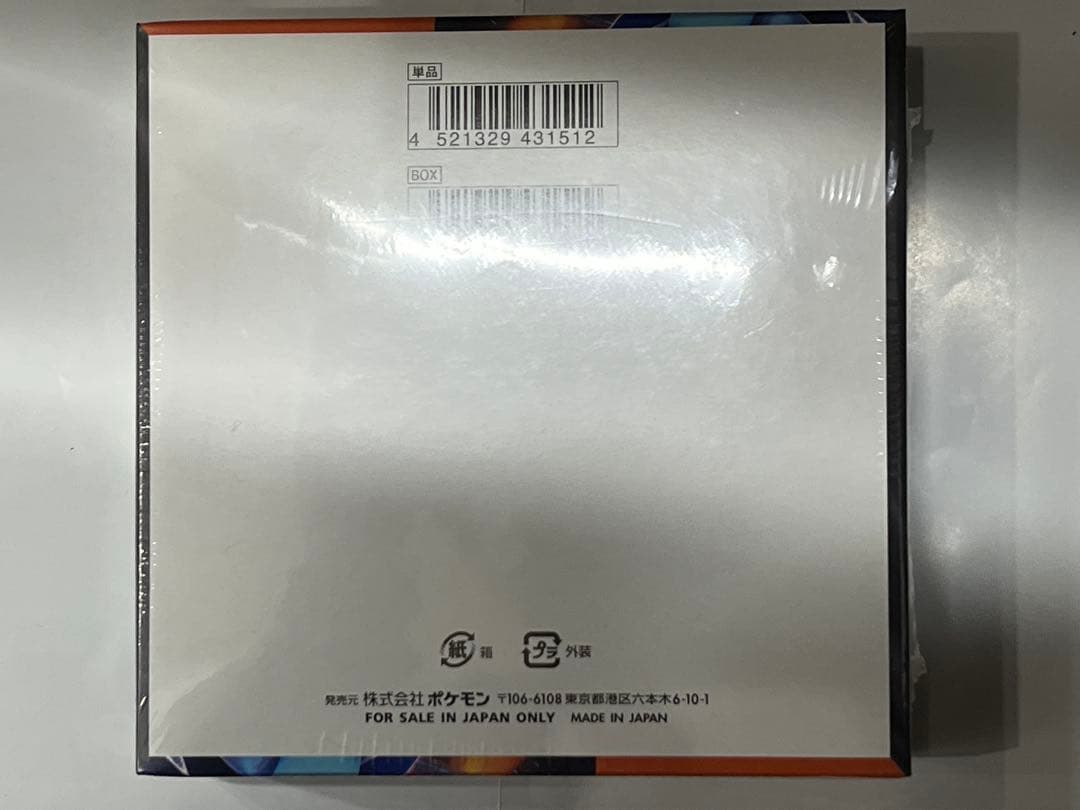 単品
4 521329 431512
BOX
紙 箱 プラ 外装
発売元 株式会社 ポケモン 〒106-6108 東京都港区六本木6-10-1
FOR SALE IN JAPAN ONLY MADE IN JAPAN